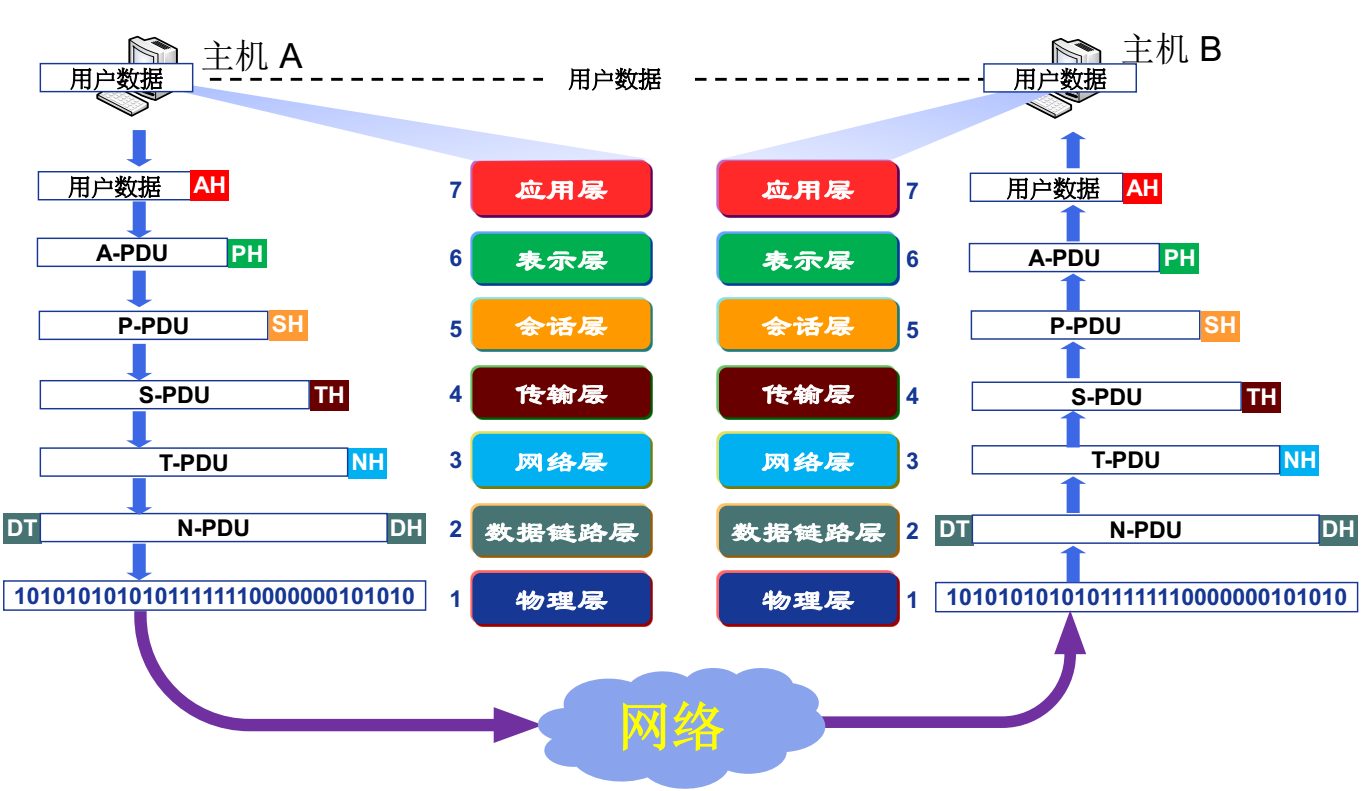 主机 A
主机 B
用户数据
用户数据
用户数据
用户数据 AH
7 应用层
应用层 7
用户数据 AH
A-PDU PH
6 表示层
表示层 6
A-PDU PH
P-PDU SH
5 会话层
会话层 5
P-PDU SH
S-PDU TH
4 传输层
传输层 4
S-PDU TH
T-PDU NH
3 网络层
网络层 3
T-PDU NH
DT N-PDU DH
2 数据链路层
数据链路层 2
DT N-PDU DH
10101010101011111110000000101010
1 物理层
物理层 1
10101010101011111110000000101010
网络